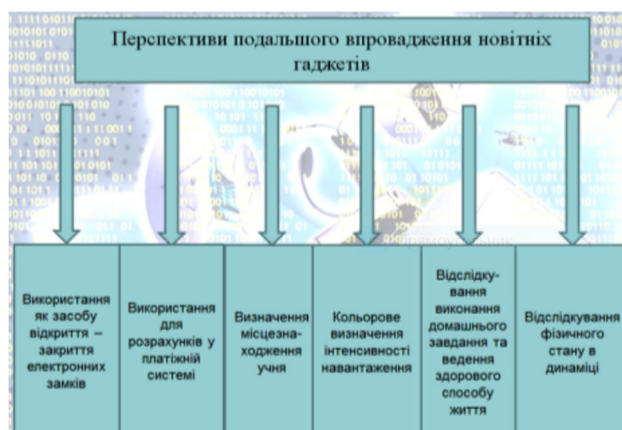 Перспективи подальшого впровадження новітніх
гаджетів
Використання
як засобу
відкриття –
закриття
електронних
замків
Використання
для
розрахунків у
платіжній
системі
Визначення
місцезна-
ходження
учня
Кольорове
визначення
інтенсивності
навантаження
Відслідку-
вання
виконання
домашнього
завдання та
ведення
здорового
способу
життя
Відслідкування
фізичного
стану в
динаміці